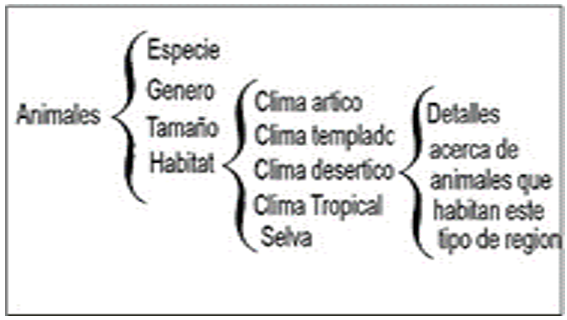 Animales
Especie
Genero
Tamaño
Habitat
Clima artico
Clima templadc
Clima desertico
Clima Tropical
Selva
Detalles
acerca de
animales que
habitan este
tipo de region